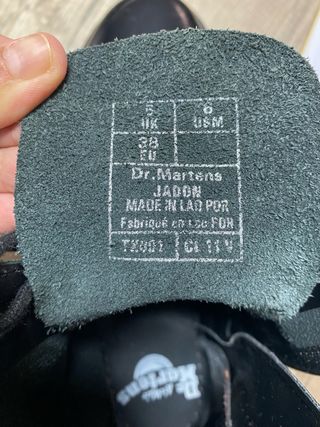 5 6
UK USM
38
EU
Dr.Martens
JADON
MADE IN LAO PDR
Fabriqué en Lao PDR
Dr. Martens